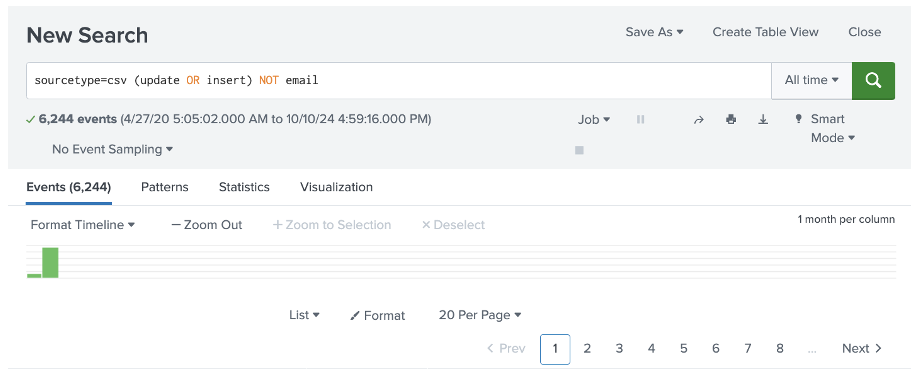 New Search
Save As
Create Table View
Close
sourcetype=csv (update OR insert) NOT email
All time
6,244 events (4/27/20 5:05:02.000 AM to 10/10/24 4:59:16.000 PM)
Job
Smart
Mode
No Event Sampling
Events (6,244)
Patterns
Statistics
Visualization
Format Timeline
— Zoom Out
+ Zoom to Selection
× Deselect
1 month per column
List
Format
20 Per Page
< Prev
1
2
3
4
5
6
7
8
...
Next >